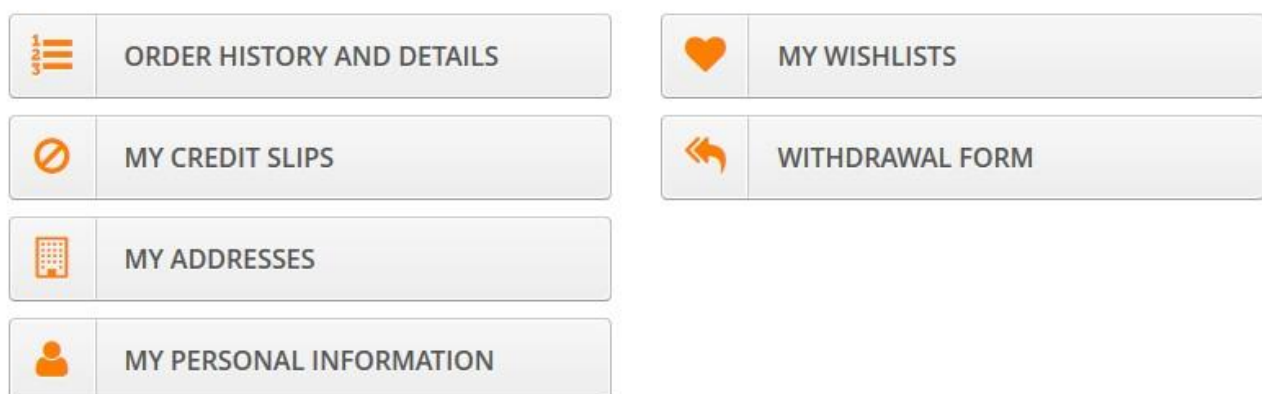 ORDER HISTORY AND DETAILS
MY CREDIT SLIPS
MY ADDRESSES
MY PERSONAL INFORMATION
MY WISHLISTS
WITHDRAWAL FORM